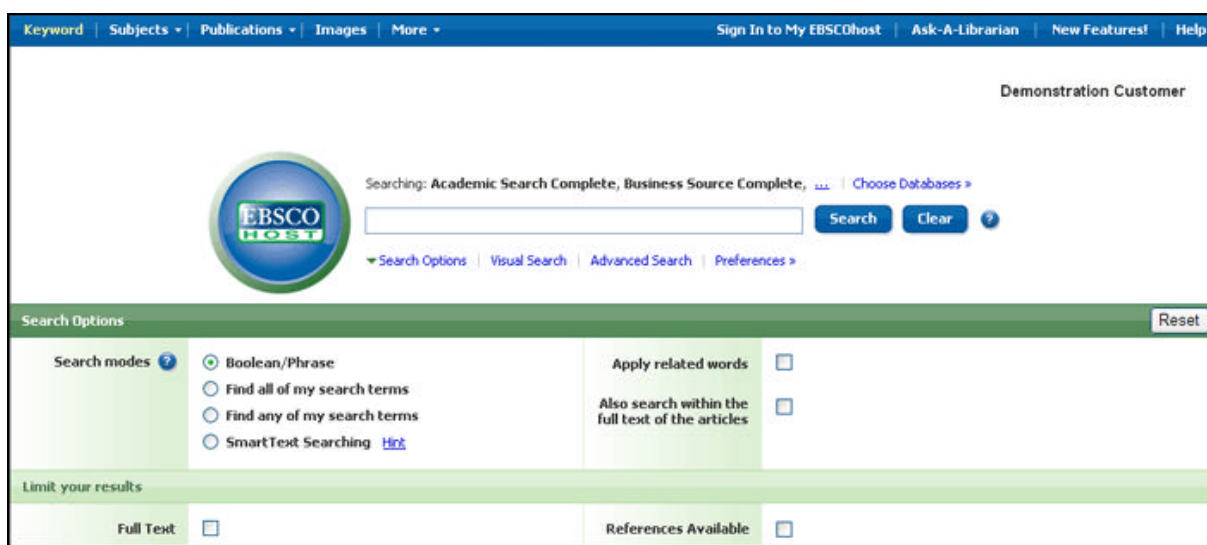 Keyword | Subjects | Publications | Images | More Sign In to My EBSCOhost | Ask-A-Librarian | New Features! | Help
Demonstration Customer
EBSCO
HOST
Searching: Academic Search Complete, Business Source Complete, ... | Choose Databases »
Search Clear ?
Search Options | Visual Search | Advanced Search | Preferences »
Search Options Reset
Search modes ? Boolean/Phrase
Find all of my search terms
Find any of my search terms
SmartText Searching Hint
Apply related words
Also search within the
full text of the articles
Limit your results
Full Text References Available